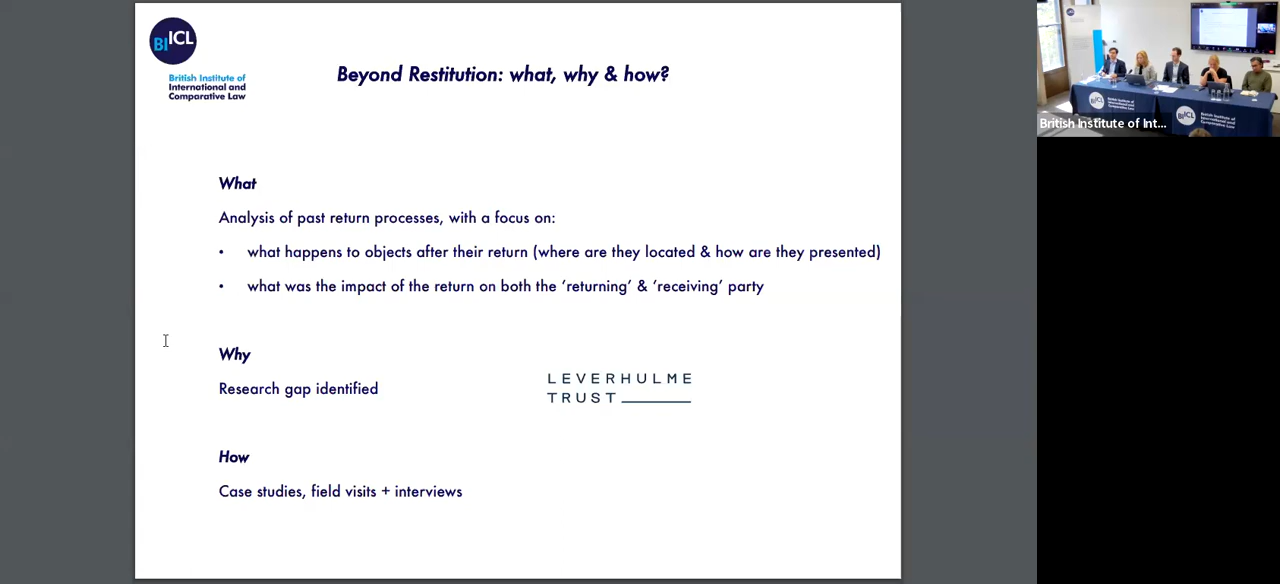 BIICL
British Institute of
International and
Comparative Law
Beyond Restitution: what, why & how?
What
Analysis of past return processes, with a focus on:
• what happens to objects after their return (where are they located & how are they presented)
• what was the impact of the return on both the ‘returning’ & ‘receiving’ party
Why
Research gap identified
LEVERHULME
TRUST
How
Case studies, field visits + interviews
British Institute of Int...
BIICL
BIICL